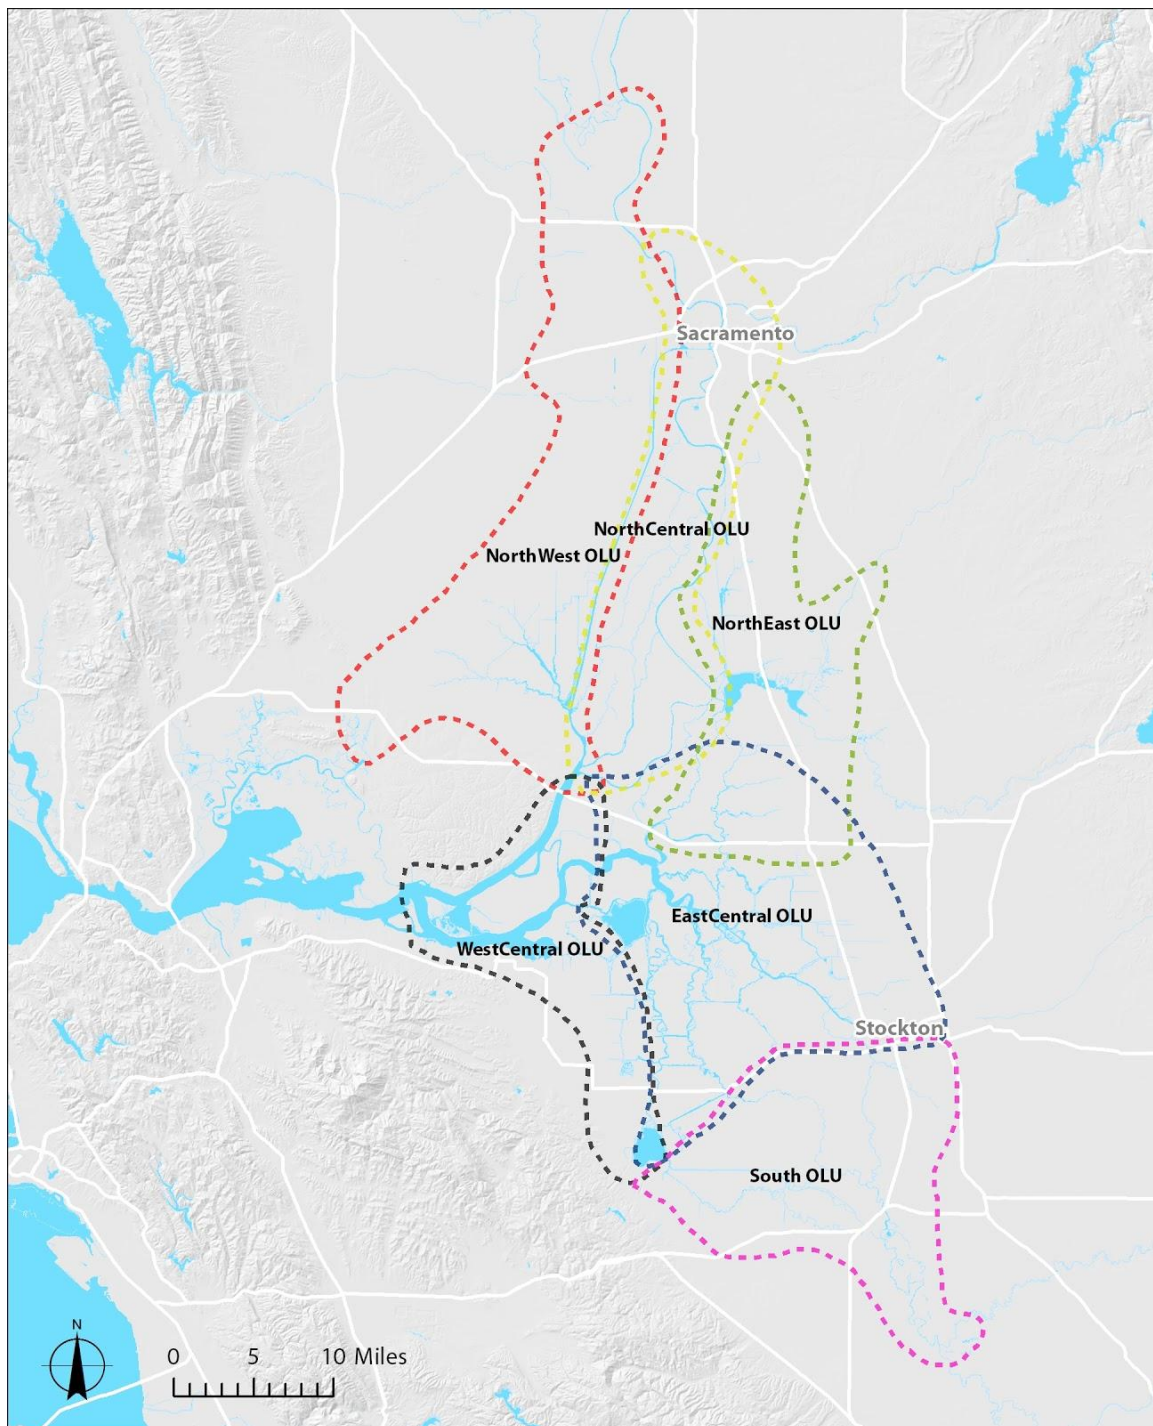 Sacramento
NorthCentral OLU
NorthWest OLU
NorthEast OLU
EastCentral OLU
WestCentral OLU
Stockton
South OLU
N
0 5 10 Miles